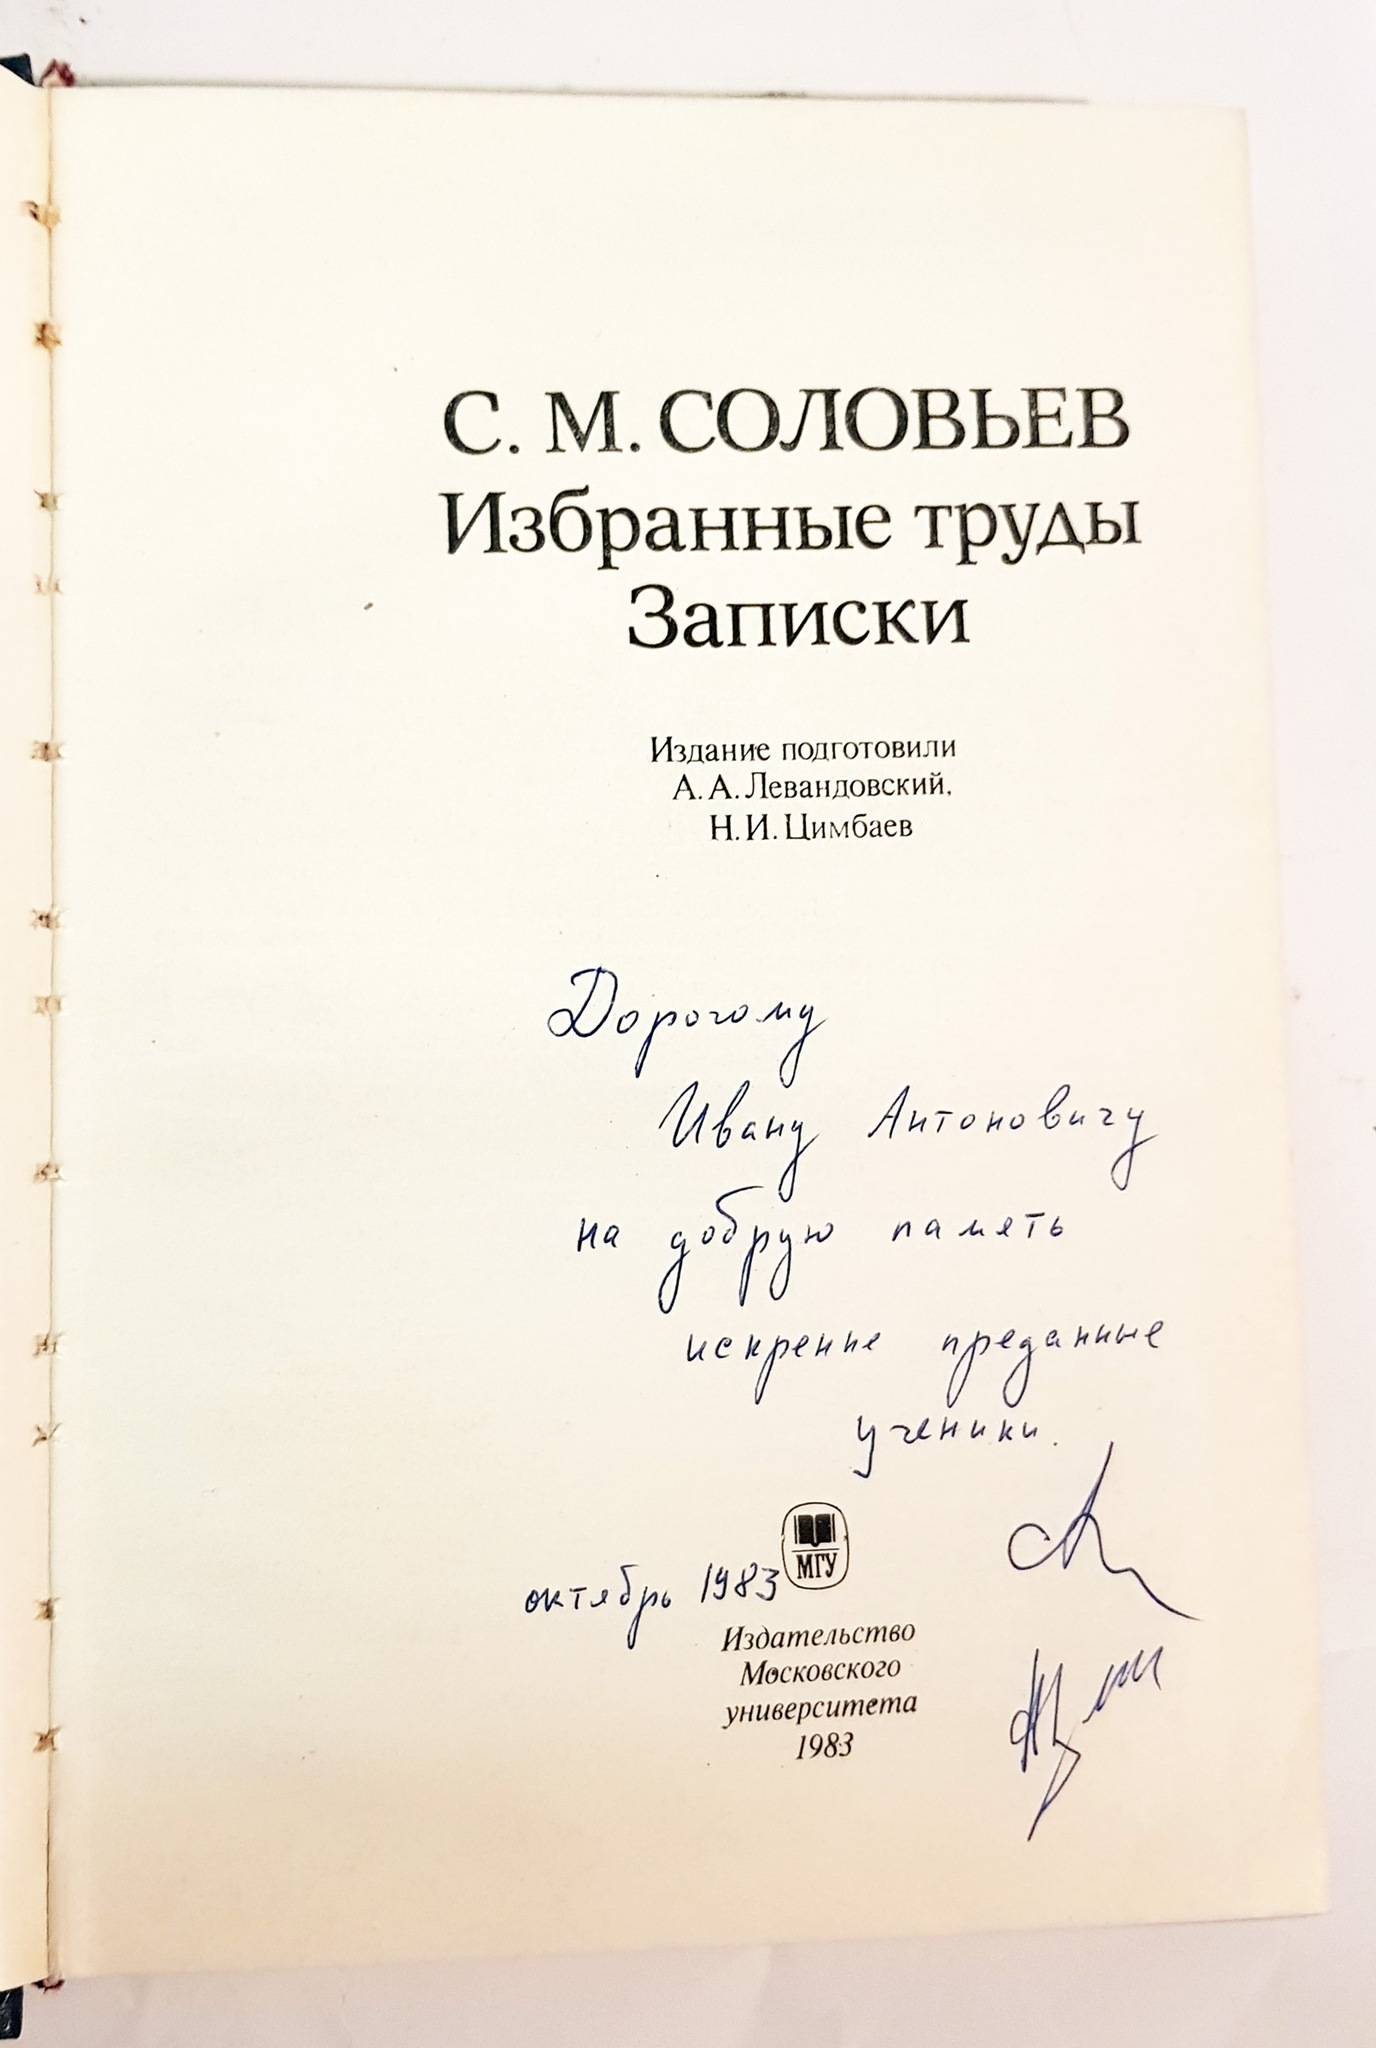 С. М. СОЛОВЬЕВ
Избранные труды
Записки
Издание подготовили
А. А. Левандовский,
Н. И. Цимбаев
Дорогому
Ивану Антоновичу
на добрую память
искренне преданные
ученики.
октябрь 1983
МГУ
Издательство
Московского
университета
1983